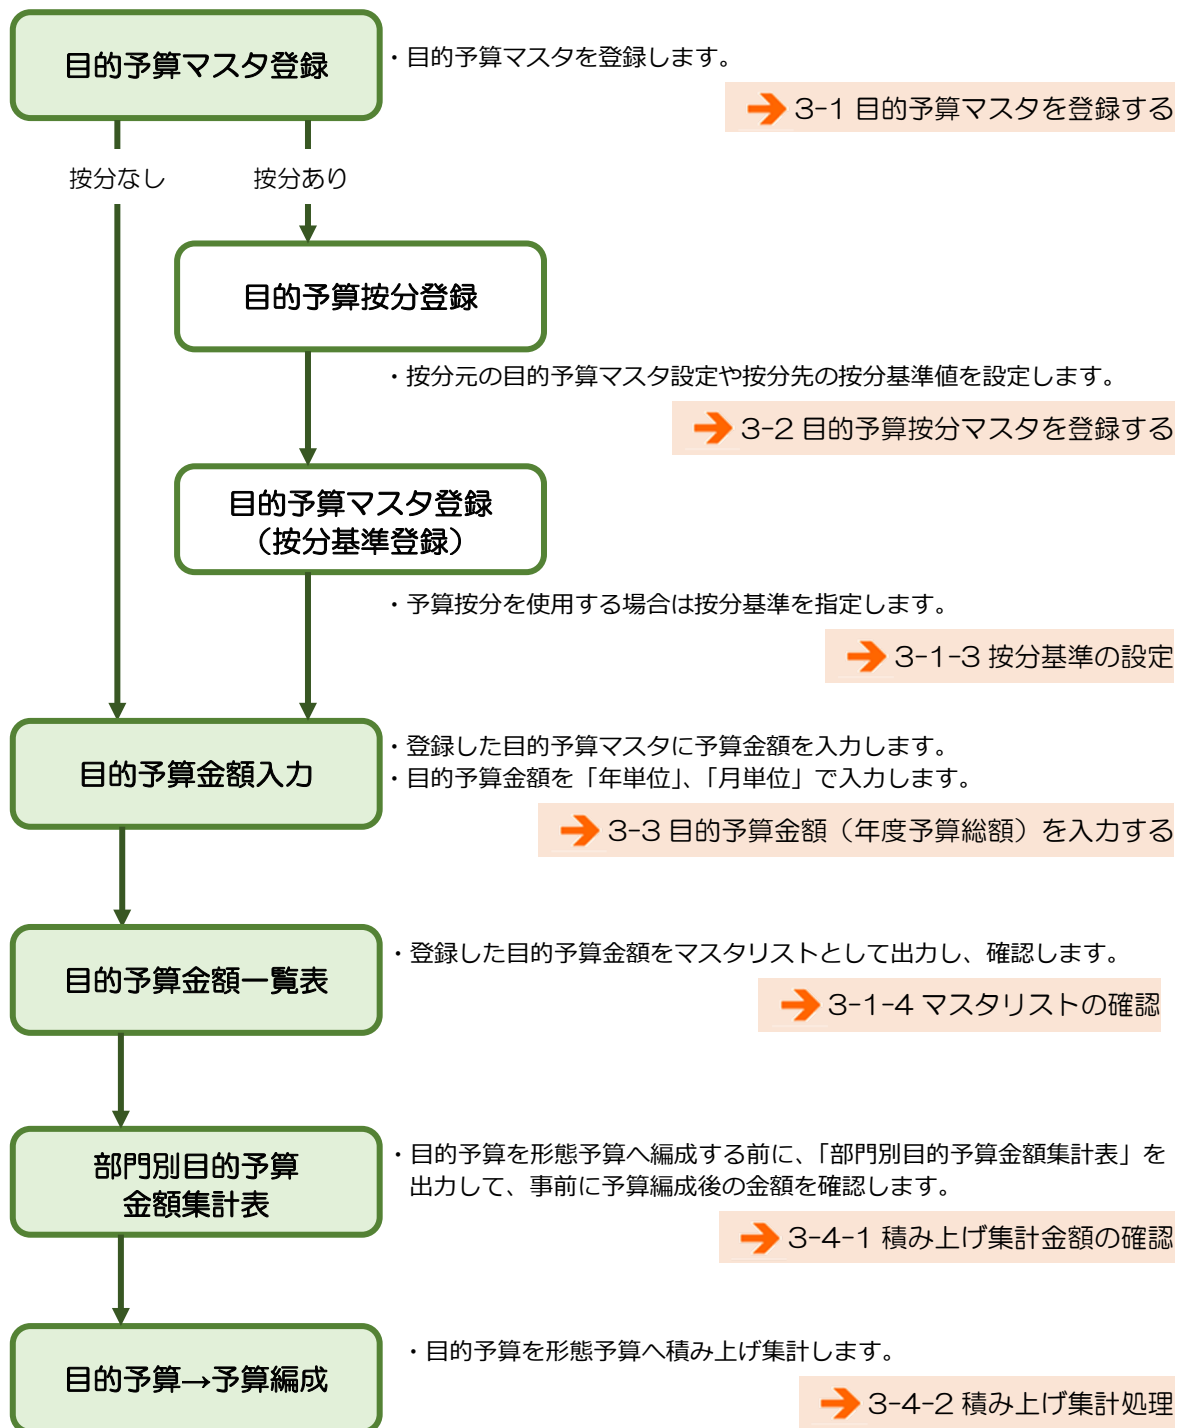 目的予算マスタ登録
・目的予算マスタを登録します。
3-1 目的予算マスタを登録する
按分なし
按分あり
目的予算按分登録
・按分元の目的予算マスタ設定や按分先の按分基準値を設定します。
3-2 目的予算按分マスタを登録する
目的予算マスタ登録
（按分基準登録）
・予算按分を使用する場合は按分基準を指定します。
3-1-3 按分基準の設定
目的予算金額入力
・登録した目的予算マスタに予算金額を入力します。
・目的予算金額を「年単位」、「月単位」で入力します。
3-3 目的予算金額（年度予算総額）を入力する
目的予算金額一覧表
・登録した目的予算金額をマスタリストとして出力し、確認します。
3-1-4 マスタリストの確認
部門別目的予算
金額集計表
・目的予算を形態予算へ編成する前に、「部門別目的予算金額集計表」を
出力して、事前に予算編成後の金額を確認します。
3-4-1 積み上げ集計金額の確認
目的予算→予算編成
・目的予算を形態予算へ積み上げ集計します。
3-4-2 積み上げ集計処理